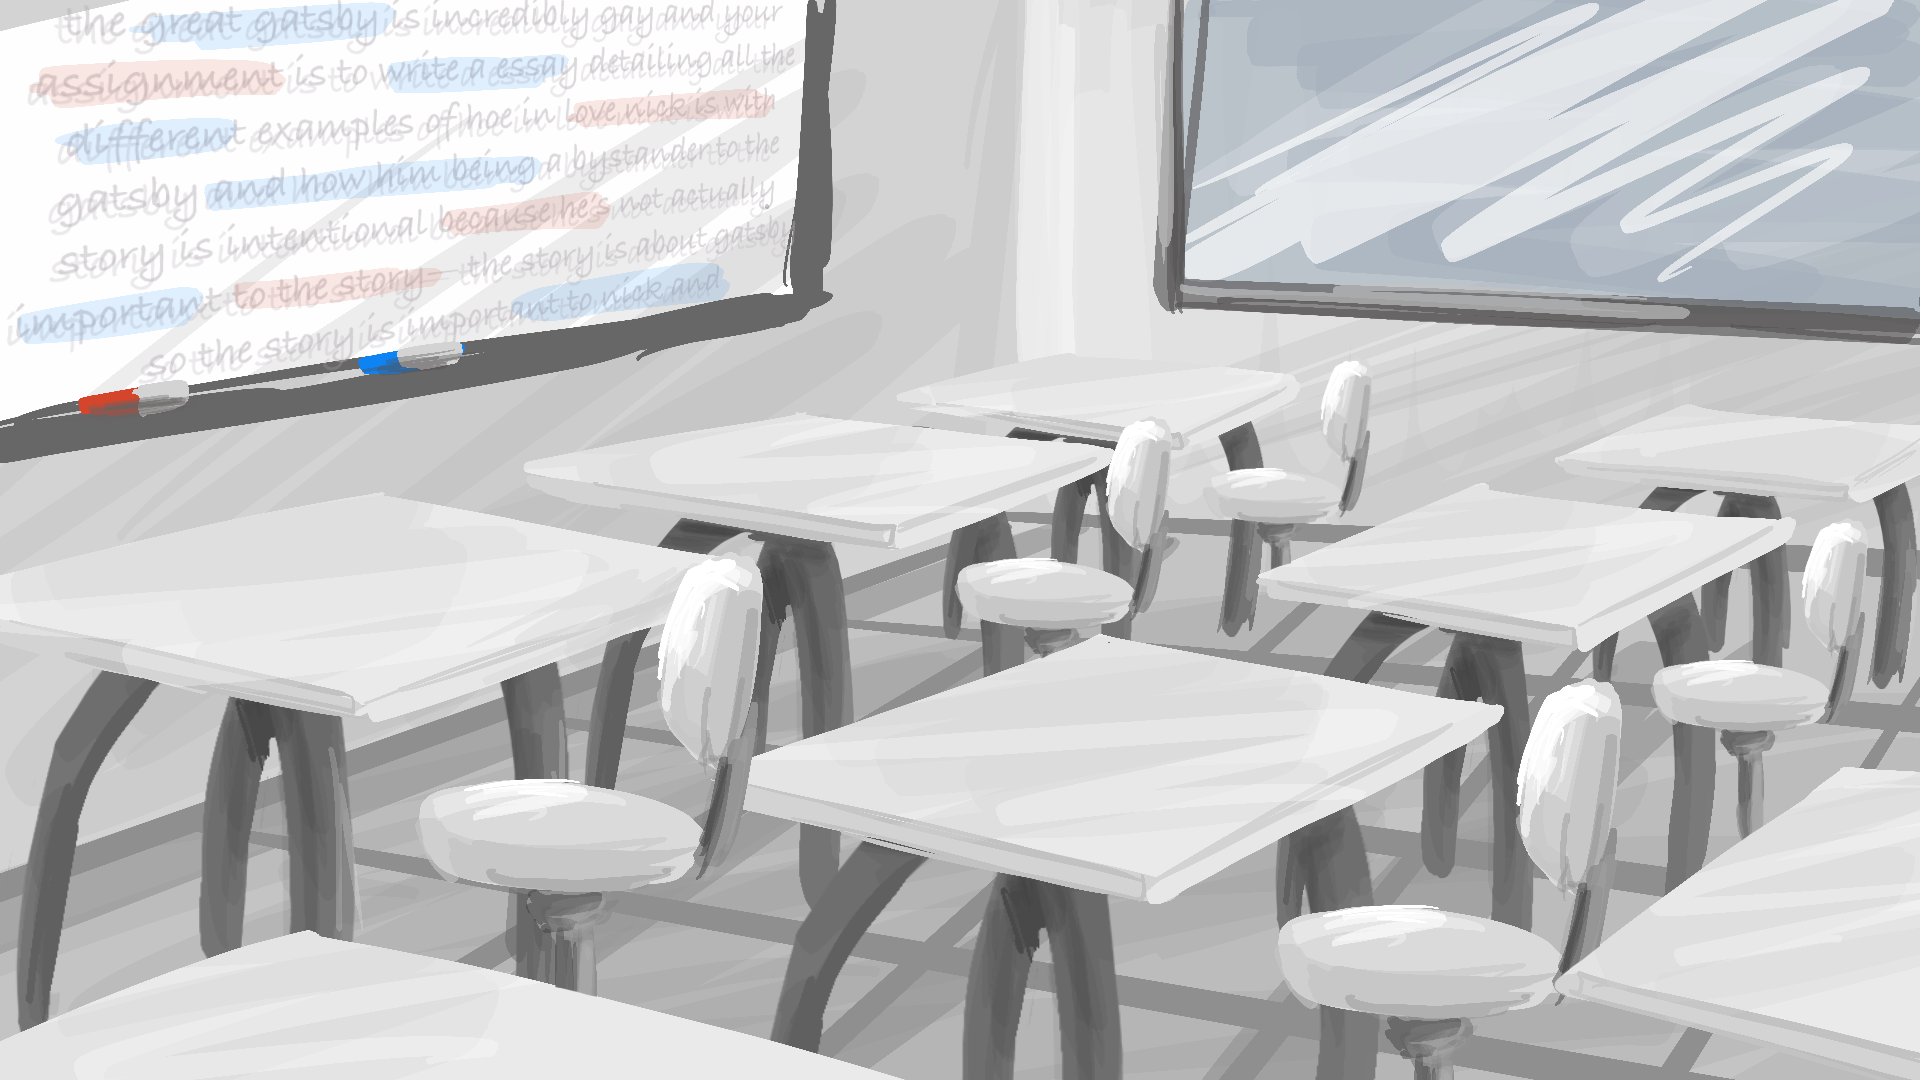 the great gatsby is incredibly gay and your
assignment is to write a essay detailing all the
different examples of hoe in love nick is with
gatsby and how him being a bystander to the
story is intentional because he's not actually
important to the story - the story is about gatsby
so the story is important to nick and